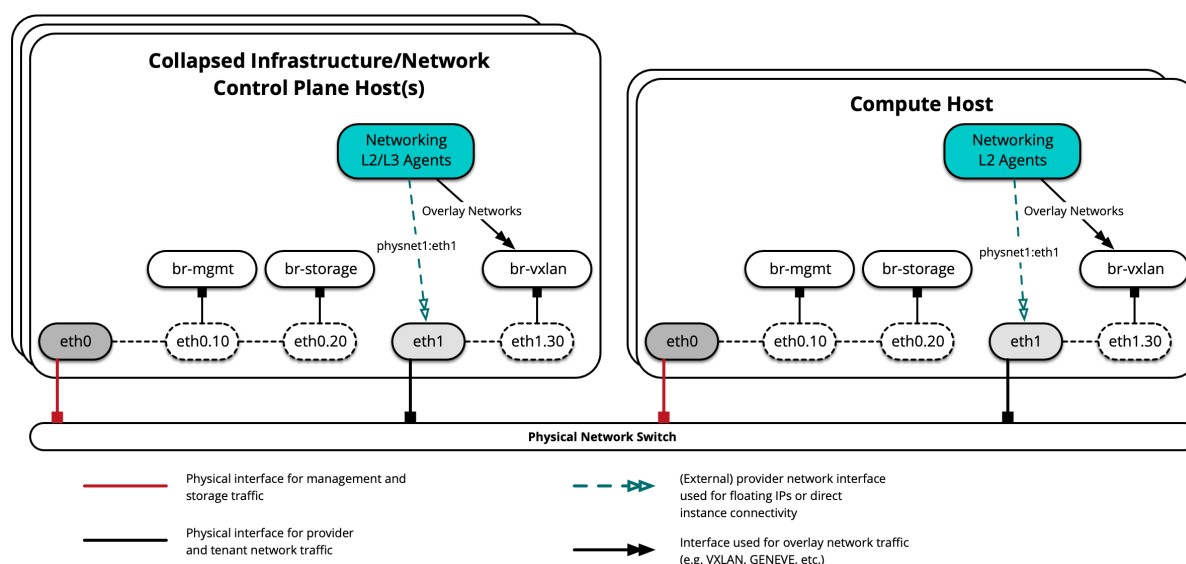 Collapsed Infrastructure/Network
Control Plane Host(s)
Networking
L2/L3 Agents
Overlay Networks
physnet1:eth1
br-mgmt
br-storage
br-vxlan
eth0
eth0.10
eth0.20
eth1
eth1.30
Compute Host
Networking
L2 Agents
Overlay Networks
physnet1:eth1
br-mgmt
br-storage
br-vxlan
eth0
eth0.10
eth0.20
eth1
eth1.30
Physical Network Switch
Physical interface for management and
storage traffic
Physical interface for provider
and tenant network traffic
(External) provider network interface
used for floating IPs or direct
instance connectivity
Interface used for overlay network traffic
(e.g. VXLAN, GENEVE, etc.)